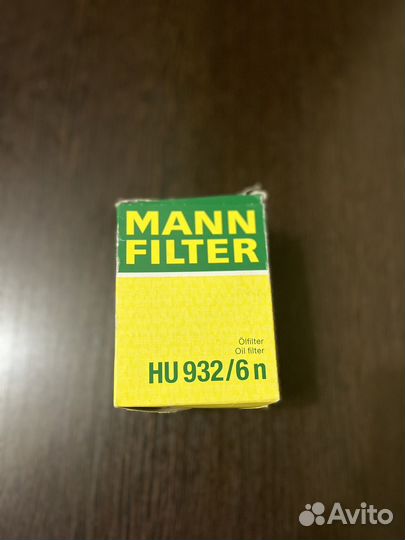 MANN
FILTER
Ölfilter
Oil filter
HU 932/6 n
Avito